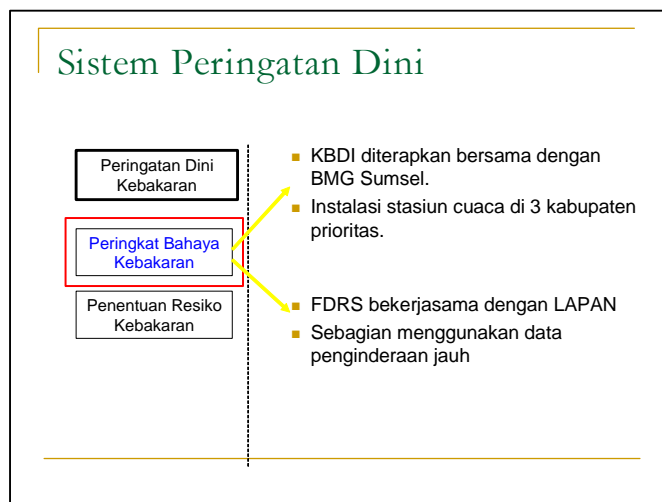 Sistem Peringatan Dini
Peringatan Dini
Kebakaran
Peringkat Bahaya
Kebakaran
Penentuan Resiko
Kebakaran
KBDI diterapkan bersama dengan
BMG Sumsel.
Instalasi stasiun cuaca di 3 kabupaten
prioritas.
FDRS bekerjasama dengan LAPAN
Sebagian menggunakan data
penginderaan jauh